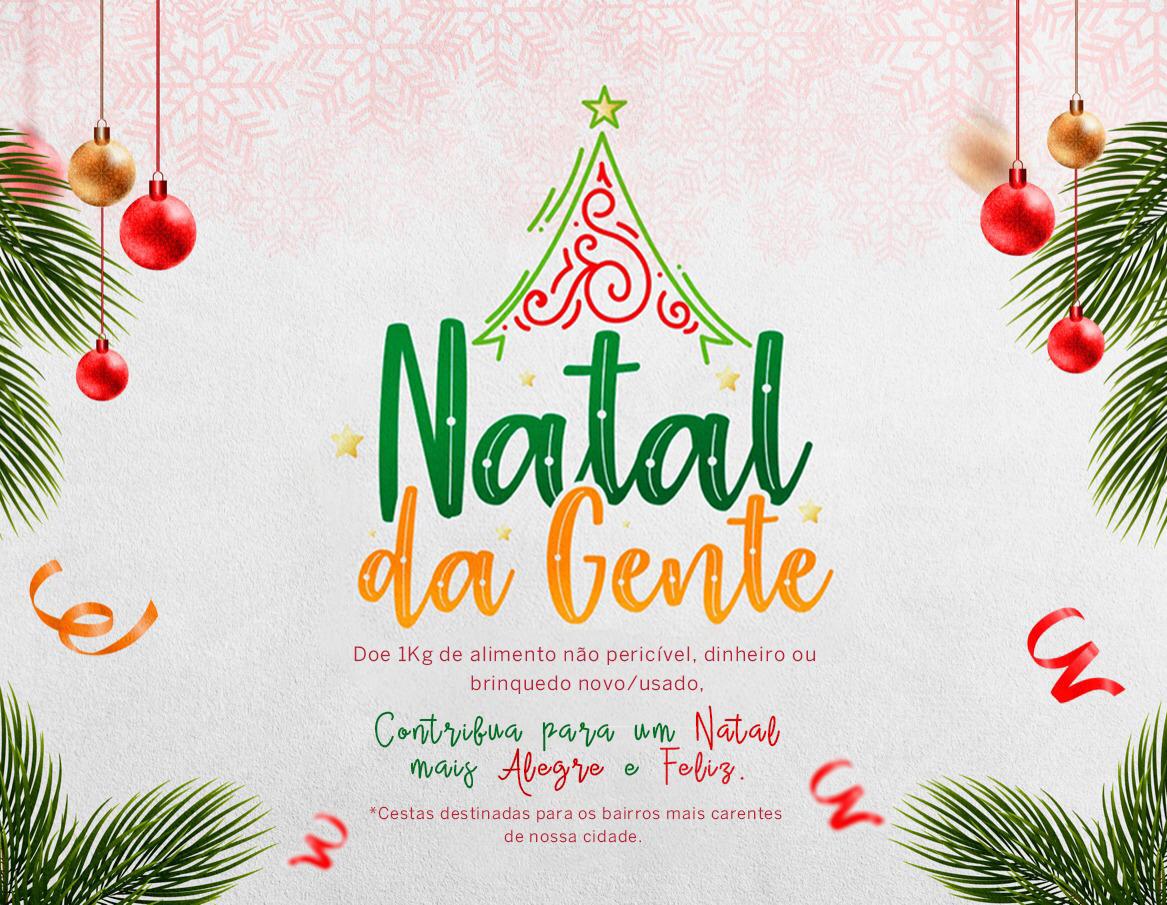 Natal
da Gente
Doe 1Kg de alimento não pericível, dinheiro ou
brinquedo novo/usado,
Contribua para um Natal
mais Alegre e Feliz.
*Cestas destinadas para os bairros mais carentes
de nossa cidade.